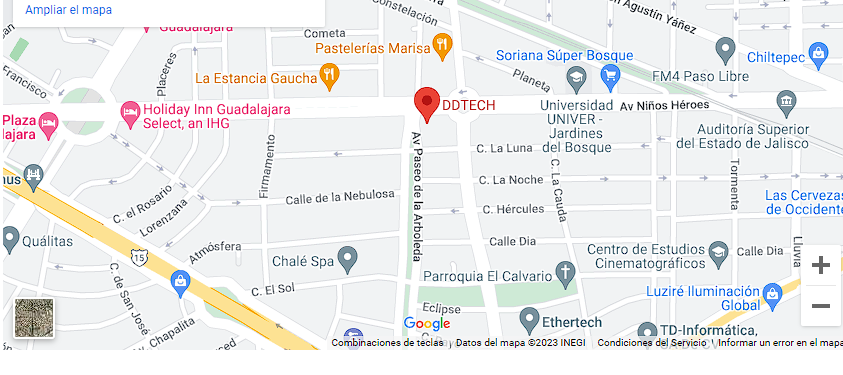 Ampliar el mapa
Guadalajara
Constelación
n Agustín Yáñez
Cometa
Pastelerías Marisa
Soriana Súper Bosque
Chiltepec
Placeres
La Estancia Gaucha
Planeta
FM4 Paso Libre
Francisco
Holiday Inn Guadalajara
Select, an IHG
DDTECH
Universidad
UNIVER -
Jardines
del Bosque
Av Niños Héroes
Plaza
lajara
Auditoría Superior
del Estado de Jalisco
Av Paseo de la Arboleda
C. La Luna
Firmamento
C. La Noche
C. La Cauda
Tormenta
nus
Calle de la Nebulosa
C. el Rosario
Lorenzana
C. Hércules
Las Cervezas
de Occidente
Quálitas
Atmósfera
Calle Dia
Centro de Estudios
Cinematográficos
Calle Dia
Lluvia
15
Chalé Spa
C. de San José
Parroquia El Calvario
C. El Sol
Luziré Iluminación
Global
Eclipse
Chapalita
Google
Ethertech
TD-Informática,
Combinaciones de teclas
Datos del mapa ©2023 INEGI
Condiciones del Servicio
Informar un error en el mapa